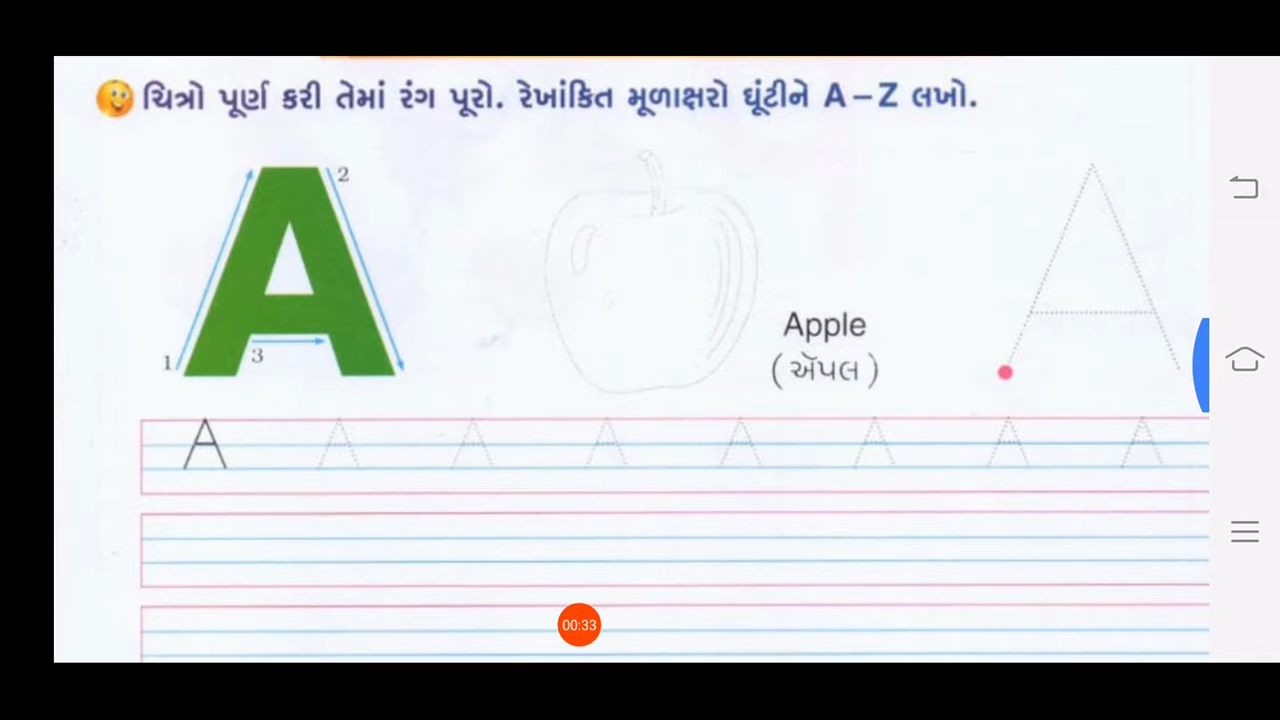 ચિત્રો પૂર્ણ કરી તેમાં રંગ પૂરો. રેખાંકિત મૂળાક્ષરો ઘૂંટીને A – Z લખો.
A
1
2
3
Apple
(ઍપલ)
A
A A A A A A A A
00:33